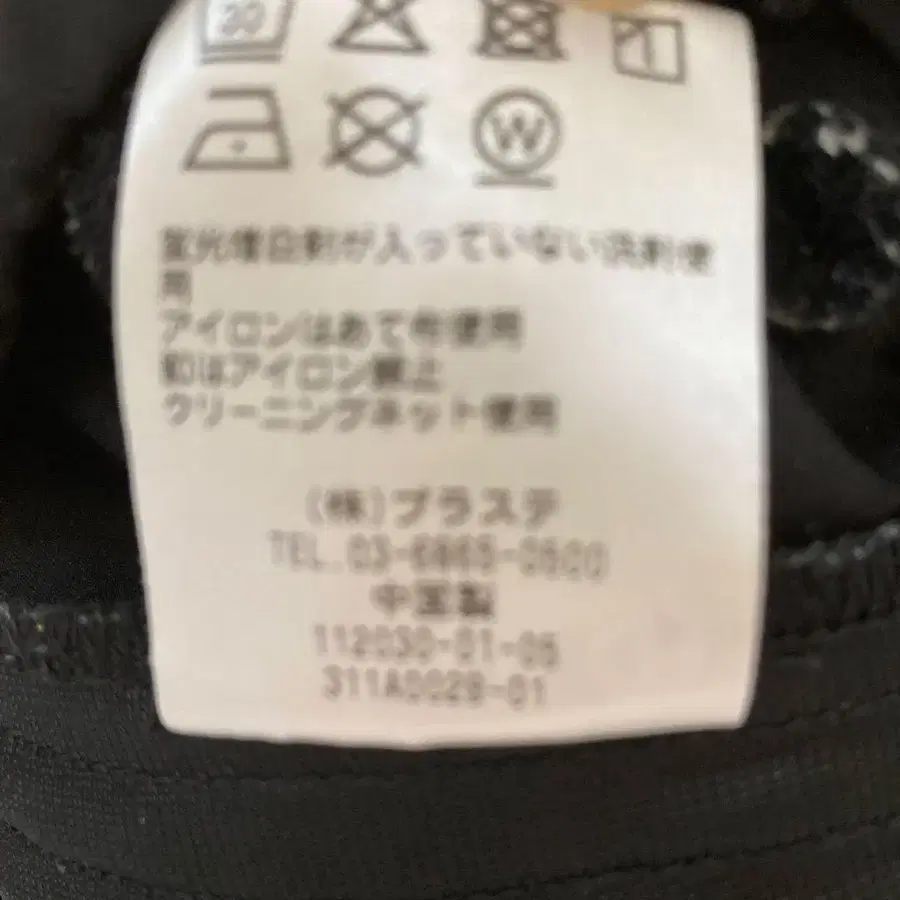 30
W
蛍光増白剤が入っていない洗剤使
用
アイロンはあて布使用
釦はアイロン禁止
クリーニングネット使用
(株)プラステ
TEL.03-6865-0500
中国製
112030-01-05
311A0029-01